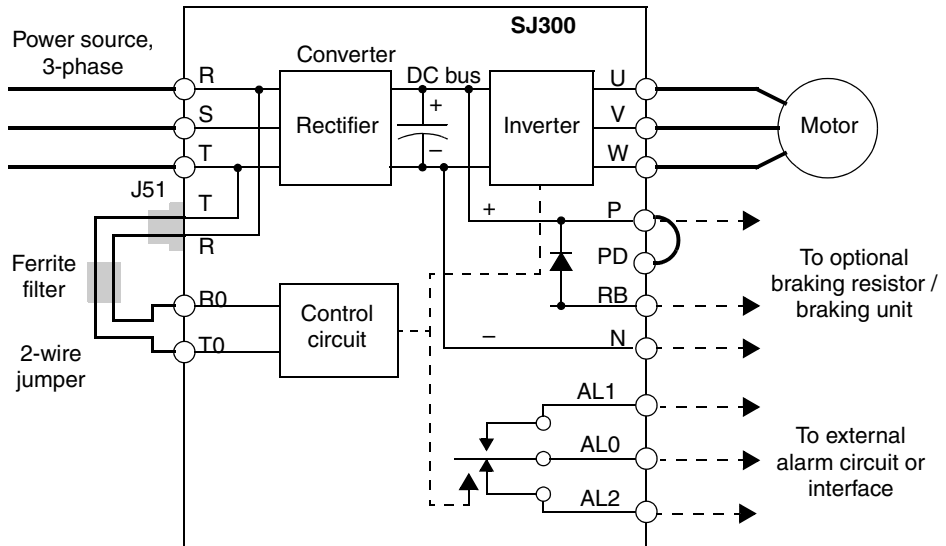 SJ300
Power source,
3-phase
Converter
DC bus
R
S
T
Rectifier
+
–
Inverter
U
V
W
Motor
J51
T
R
+
P
PD
RB
–
N
To optional
braking resistor /
braking unit
Ferrite
filter
R0
T0
Control
circuit
2-wire
jumper
AL1
AL0
AL2
To external
alarm circuit or
interface